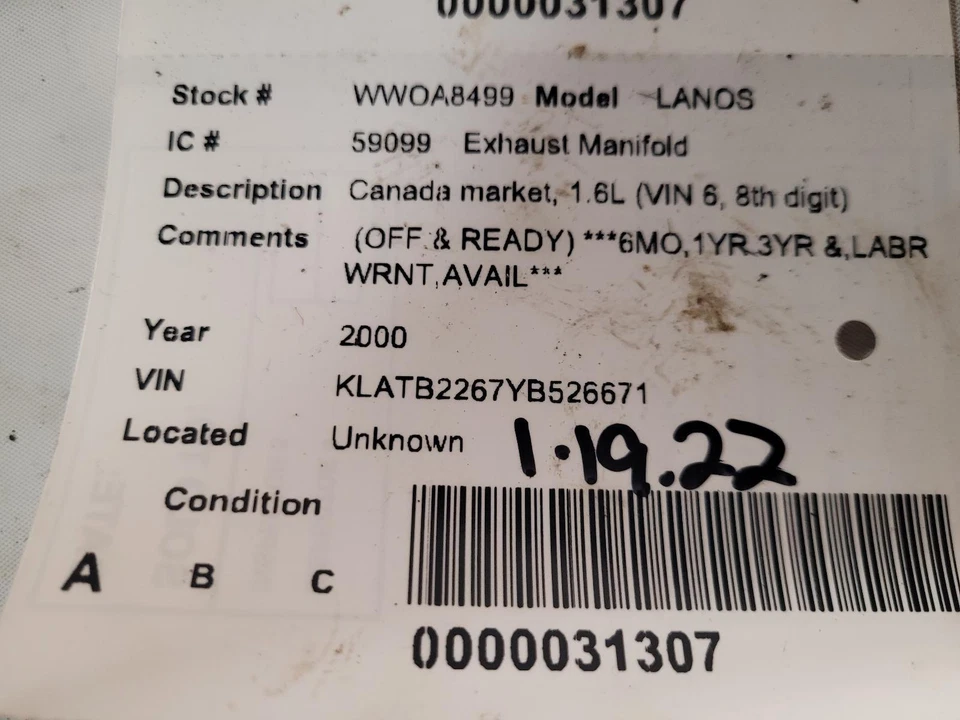 0000031307
Stock # WWOA8499 Model LANOS
IC # 59099 Exhaust Manifold
Description Canada market, 1.6L (VIN 6, 8th digit)
Comments (OFF & READY) ***6MO,1YR.3YR &,LABR
WRNT,AVAIL***
Year 2000
VIN KLATB2267YB526671
Located Unknown 1.19.22
Condition
A B C
0000031307